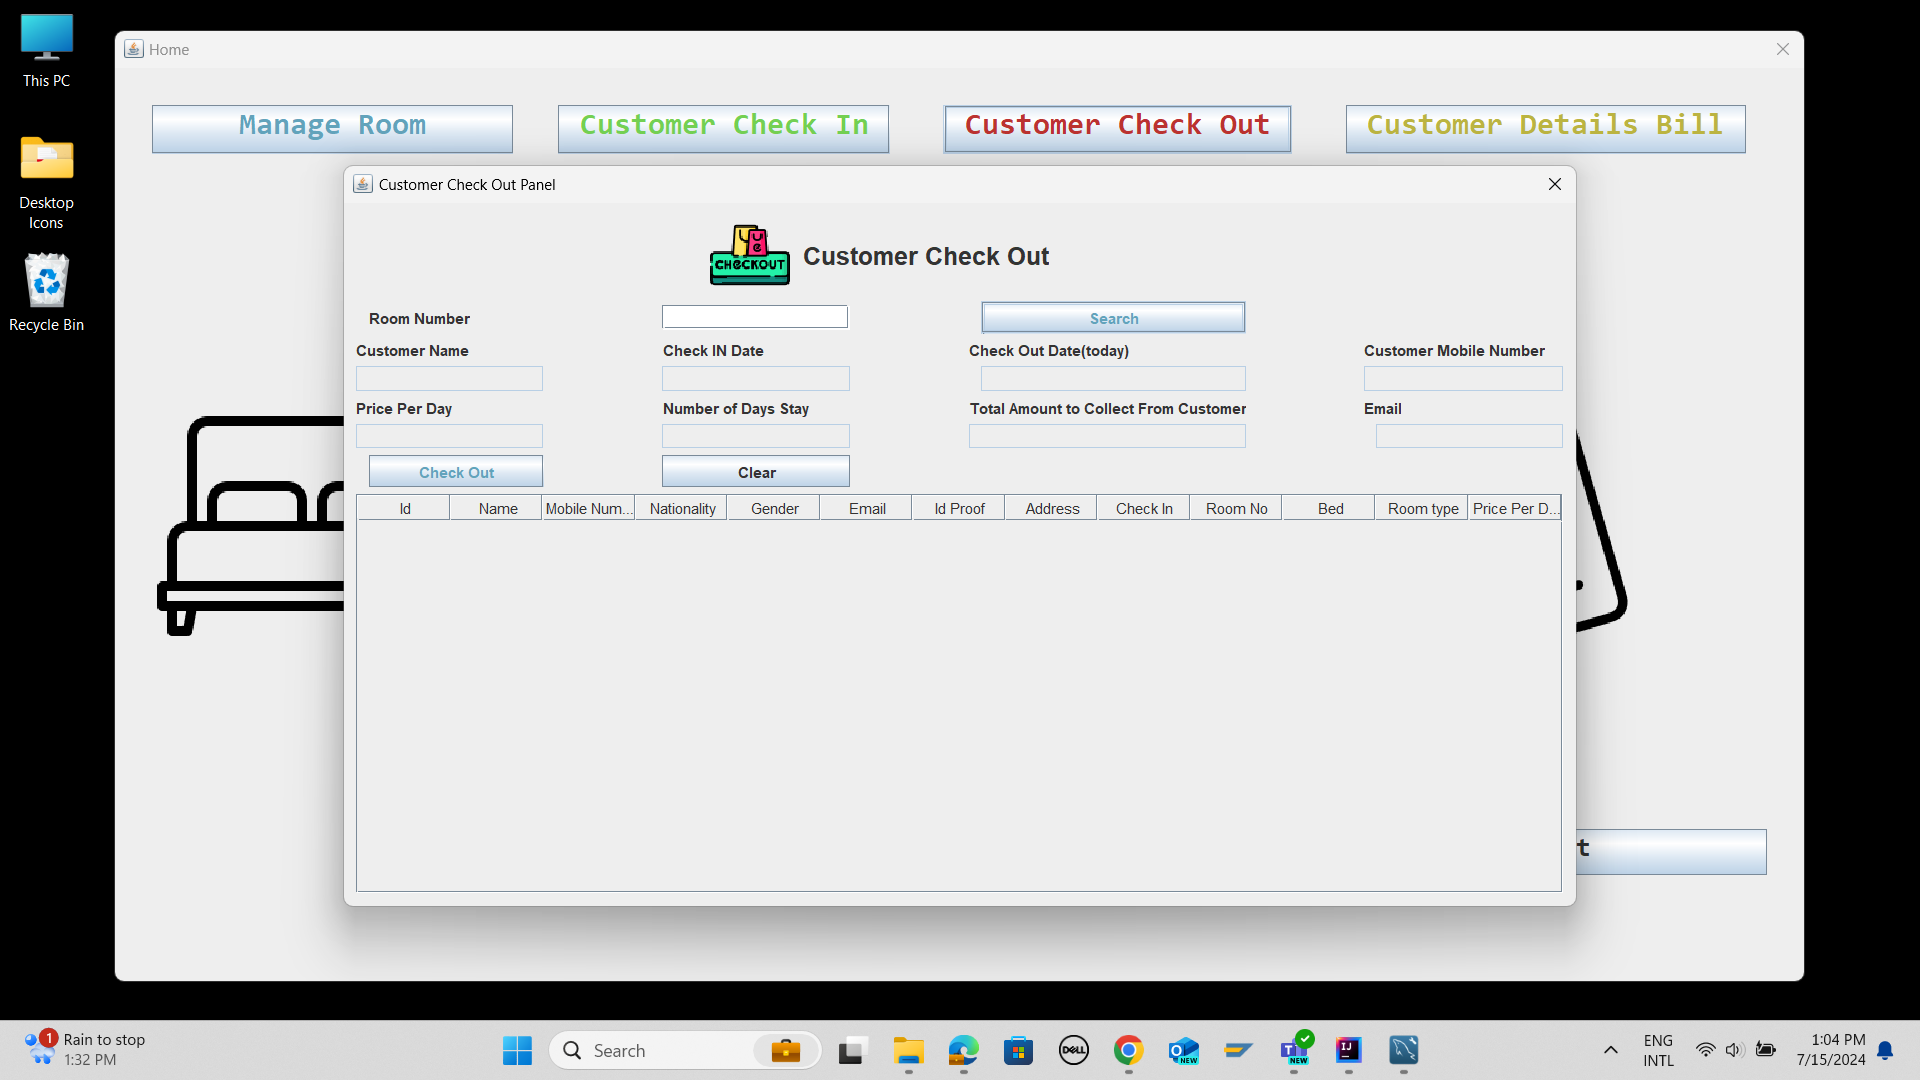 This PC
Desktop
Icons
Recycle Bin
Home
Manage Room
Customer Check In
Customer Check Out
Customer Details Bill
Customer Check Out Panel
CHECKOUT
Customer Check Out
Room Number
Search
Customer Name
Check IN Date
Check Out Date(today)
Customer Mobile Number
Price Per Day
Number of Days Stay
Total Amount to Collect From Customer
Email
Check Out
Clear
Id
Name
Mobile Num...
Nationality
Gender
Email
Id Proof
Address
Check In
Room No
Bed
Room type
Price Per D...
t
1
Rain to stop
1:32 PM
Search
DELL
NEW
NEW
IJ
ENG
INTL
1:04 PM
7/15/2024